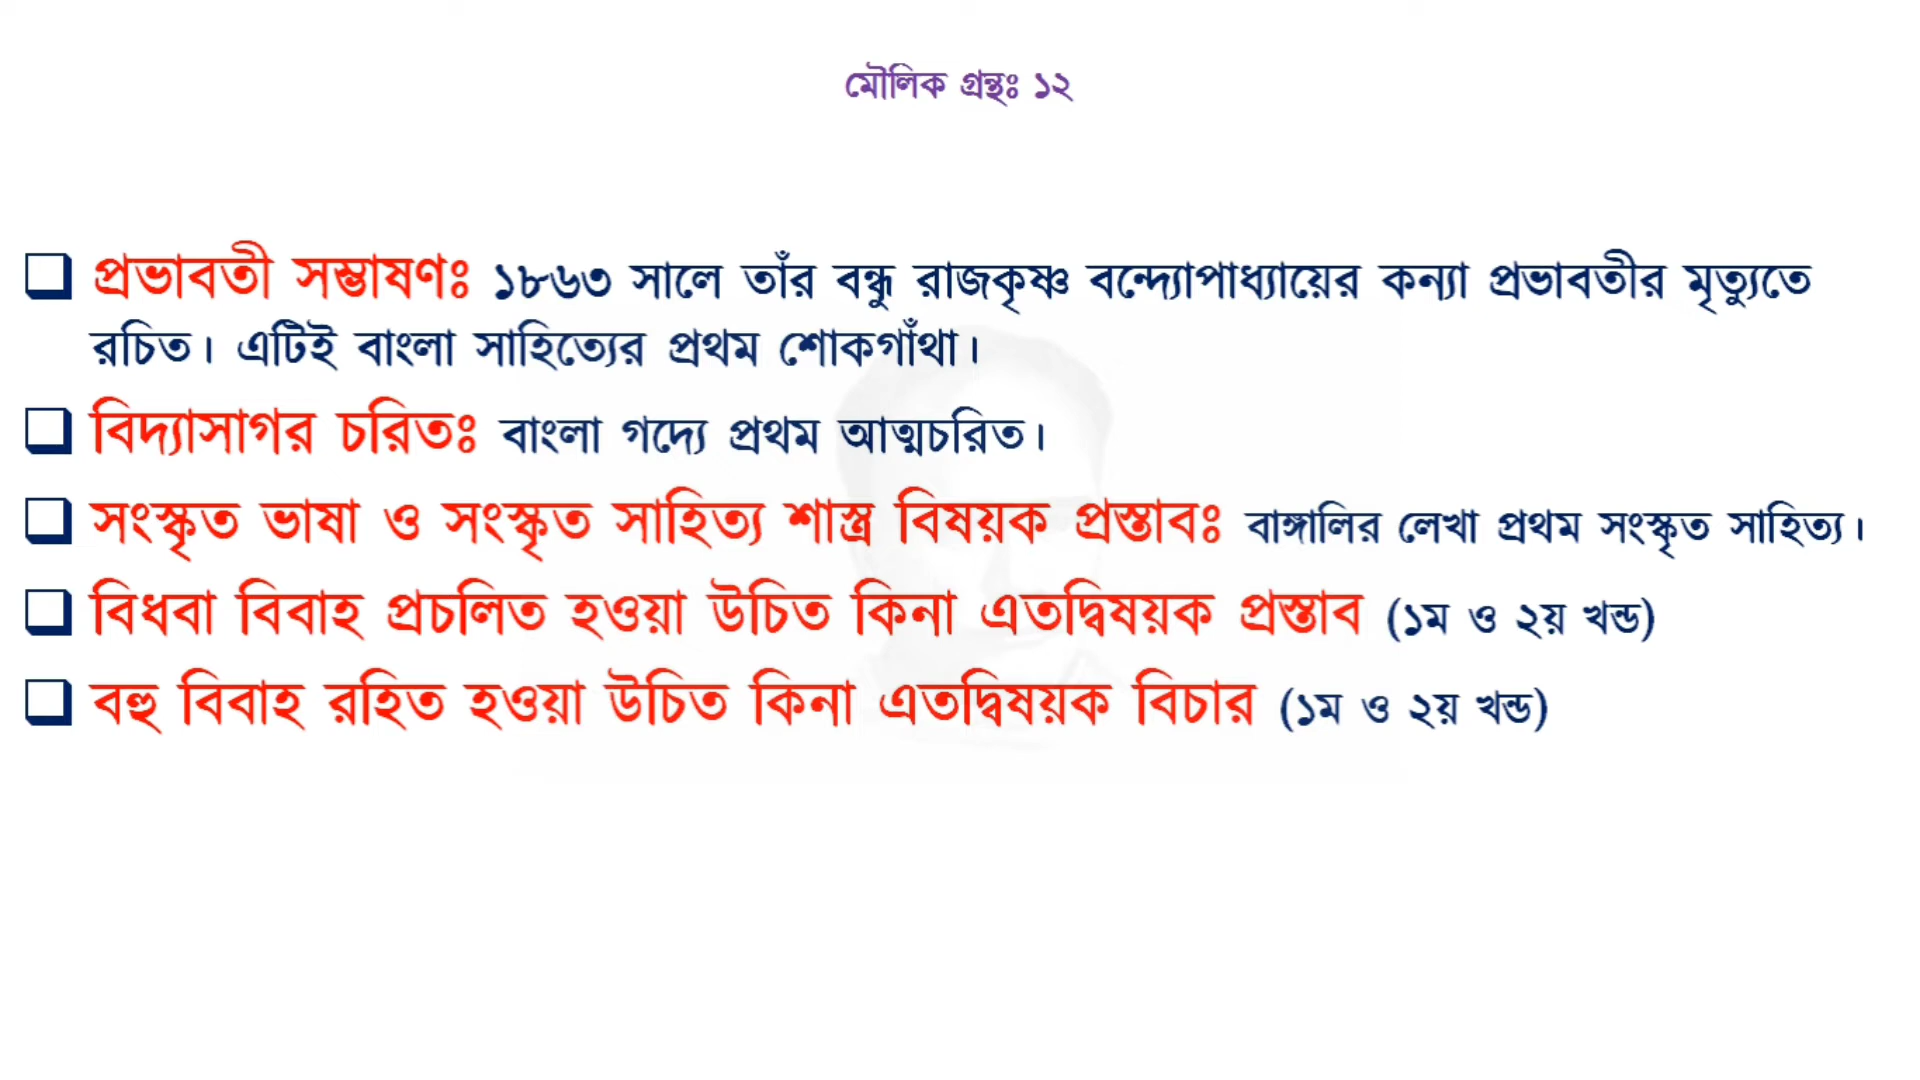 মৌলিক গ্রন্থঃ ১২
প্রভাবতী সম্ভাষণঃ ১৮৬৩ সালে তাঁর বন্ধু রাজকৃষ্ণ বন্দ্যোপাধ্যায়ের কন্যা প্রভাবতীর মৃত্যুতে
রচিত। এটিই বাংলা সাহিত্যের প্রথম শোকগাঁথা।
বিদ্যাসাগর চরিতঃ বাংলা গদ্যে প্রথম আত্মচরিত।
সংস্কৃত ভাষা ও সংস্কৃত সাহিত্য শাস্ত্র বিষয়ক প্রস্তাবঃ বাঙ্গালির লেখা প্রথম সংস্কৃত সাহিত্য।
বিধবা বিবাহ প্রচলিত হওয়া উচিত কিনা এতদ্বিষয়ক প্রস্তাব (১ম ও ২য় খন্ড)
বহু বিবাহ রহিত হওয়া উচিত কিনা এতদ্বিষয়ক বিচার (১ম ও ২য় খন্ড)